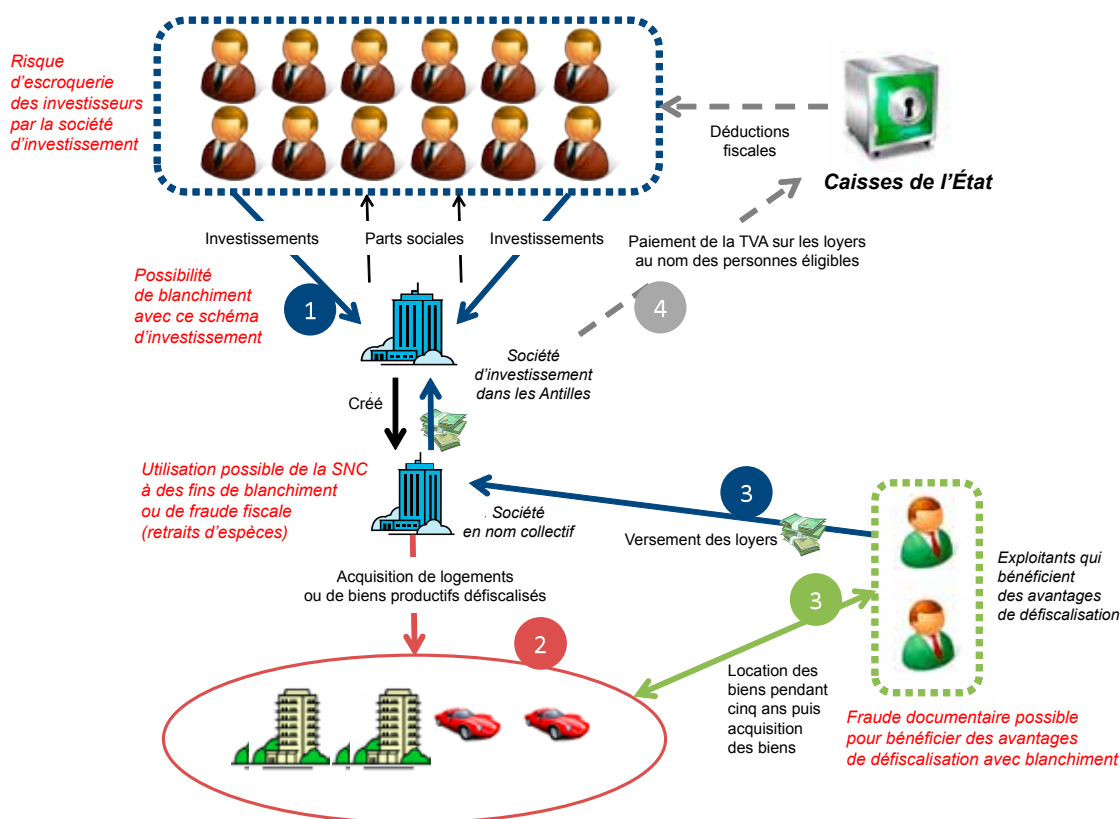 Risque
d'escroquerie
des investisseurs
par la société
d'investissement
Déductions
fiscales
Caisses de l'État
Investissements
Parts sociales
Investissements
Paiement de la TVA sur les loyers
au nom des personnes éligibles
Possibilité
de blanchiment
avec ce schéma
d'investissement
1
4
Société
d'investissement
dans les Antilles
Créé
Utilisation possible de la SNC
à des fins de blanchiment
ou de fraude fiscale
(retraits d'espèces)
Société
en nom collectif
3
Versement des loyers
Exploitants qui
bénéficient
des avantages
de défiscalisation
Acquisition de logements
ou de biens productifs défiscalisés
3
2
Location des
biens pendant
cinq ans puis
acquisition
des biens
Fraude documentaire possible
pour bénéficier des avantages
de défiscalisation avec blanchiment